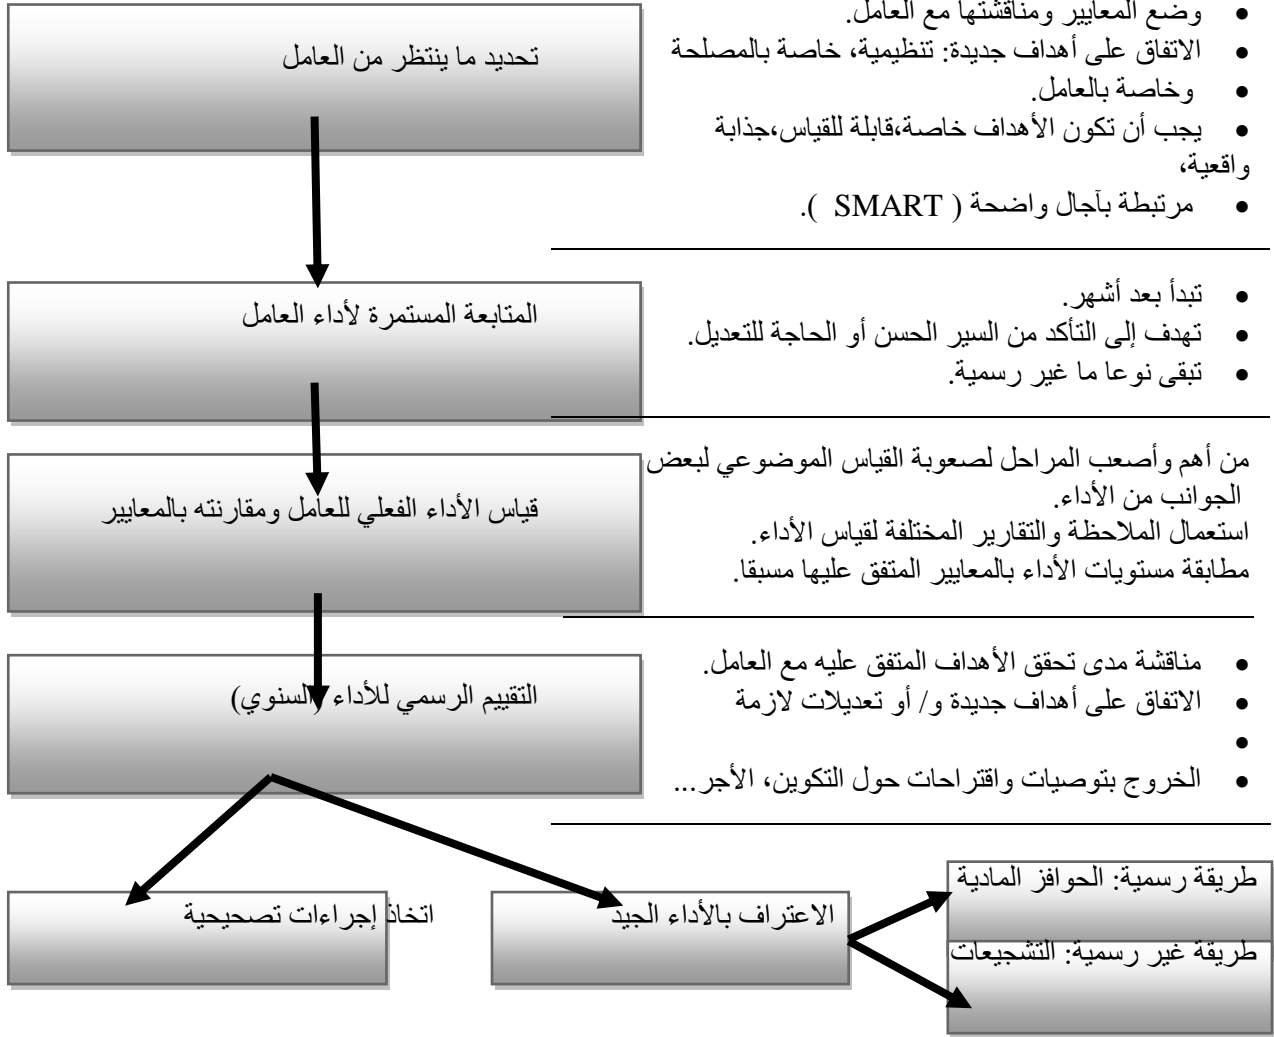 وضع المعايير ومناقشتها مع العامل.
تحديد ما ينتظر من العامل
الاتفاق على أهداف جديدة: تنظيمية، خاصة بالمصلحة
وخاصة بالعامل.
يجب أن تكون الأهداف خاصة،قابلة للقياس،جذابة
واقعية،
مرتبطة بآجال واضحة ( SMART ).
المتابعة المستمرة لأداء العامل
تبدأ بعد أشهر.
تهدف إلى التأكد من السير الحسن أو الحاجة للتعديل.
تبقى نوعا ما غير رسمية.
قياس الأداء الفعلي للعامل ومقارنته بالمعايير
من أهم وأصعب المراحل لصعوبة القياس الموضوعي لبعض
الجوانب من الأداء.
استعمال الملاحظة والتقارير المختلفة لقياس الأداء.
مطابقة مستويات الأداء بالمعايير المتفق عليها مسبقا.
التقييم الرسمي للأداء (السنوي)
مناقشة مدى تحقق الأهداف المتفق عليه مع العامل.
الاتفاق على أهداف جديدة و/ أو تعديلات لازمة
الخروج بتوصيات واقتراحات حول التكوين، الأجر...
طريقة رسمية: الحوافز المادية
الاعتراف بالأداء الجيد
اتخاذ إجراءات تصحيحية
طريقة غير رسمية: التشجيعات